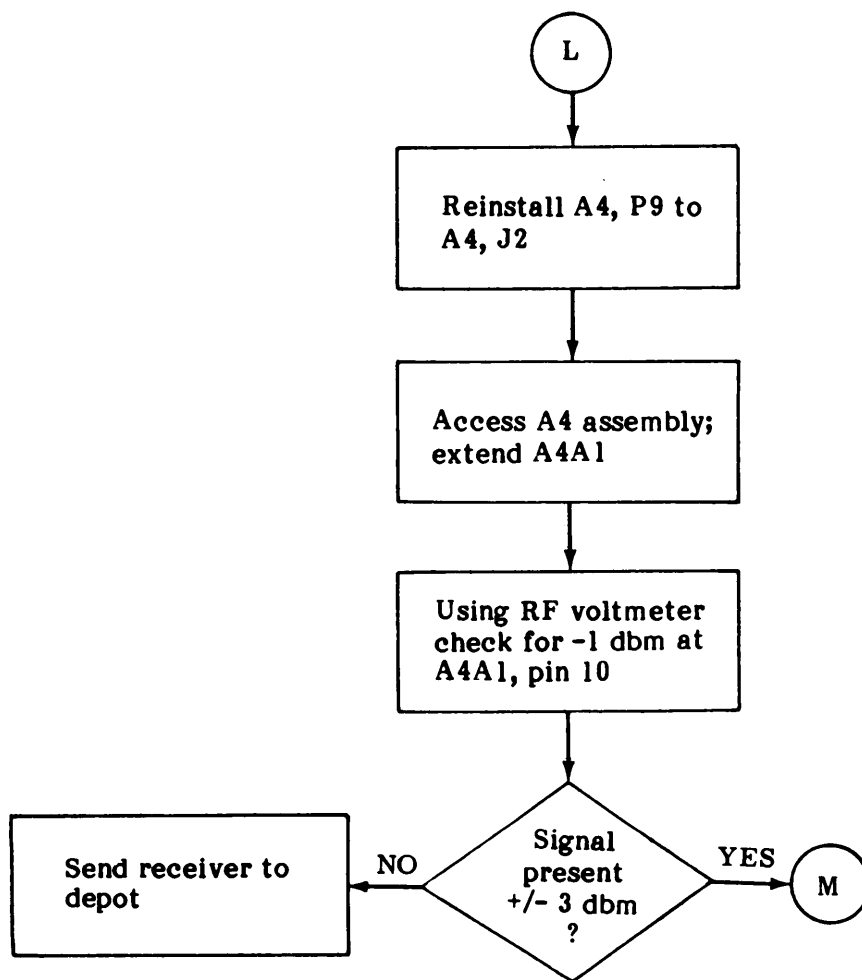 L
Reinstall A4, P9 to
A4, J2
Access A4 assembly;
extend A4A1
Using RF voltmeter
check for -1 dbm at
A4A1, pin 10
Signal
present
+/- 3 dbm
?
NO
YES
Send receiver to
depot
M